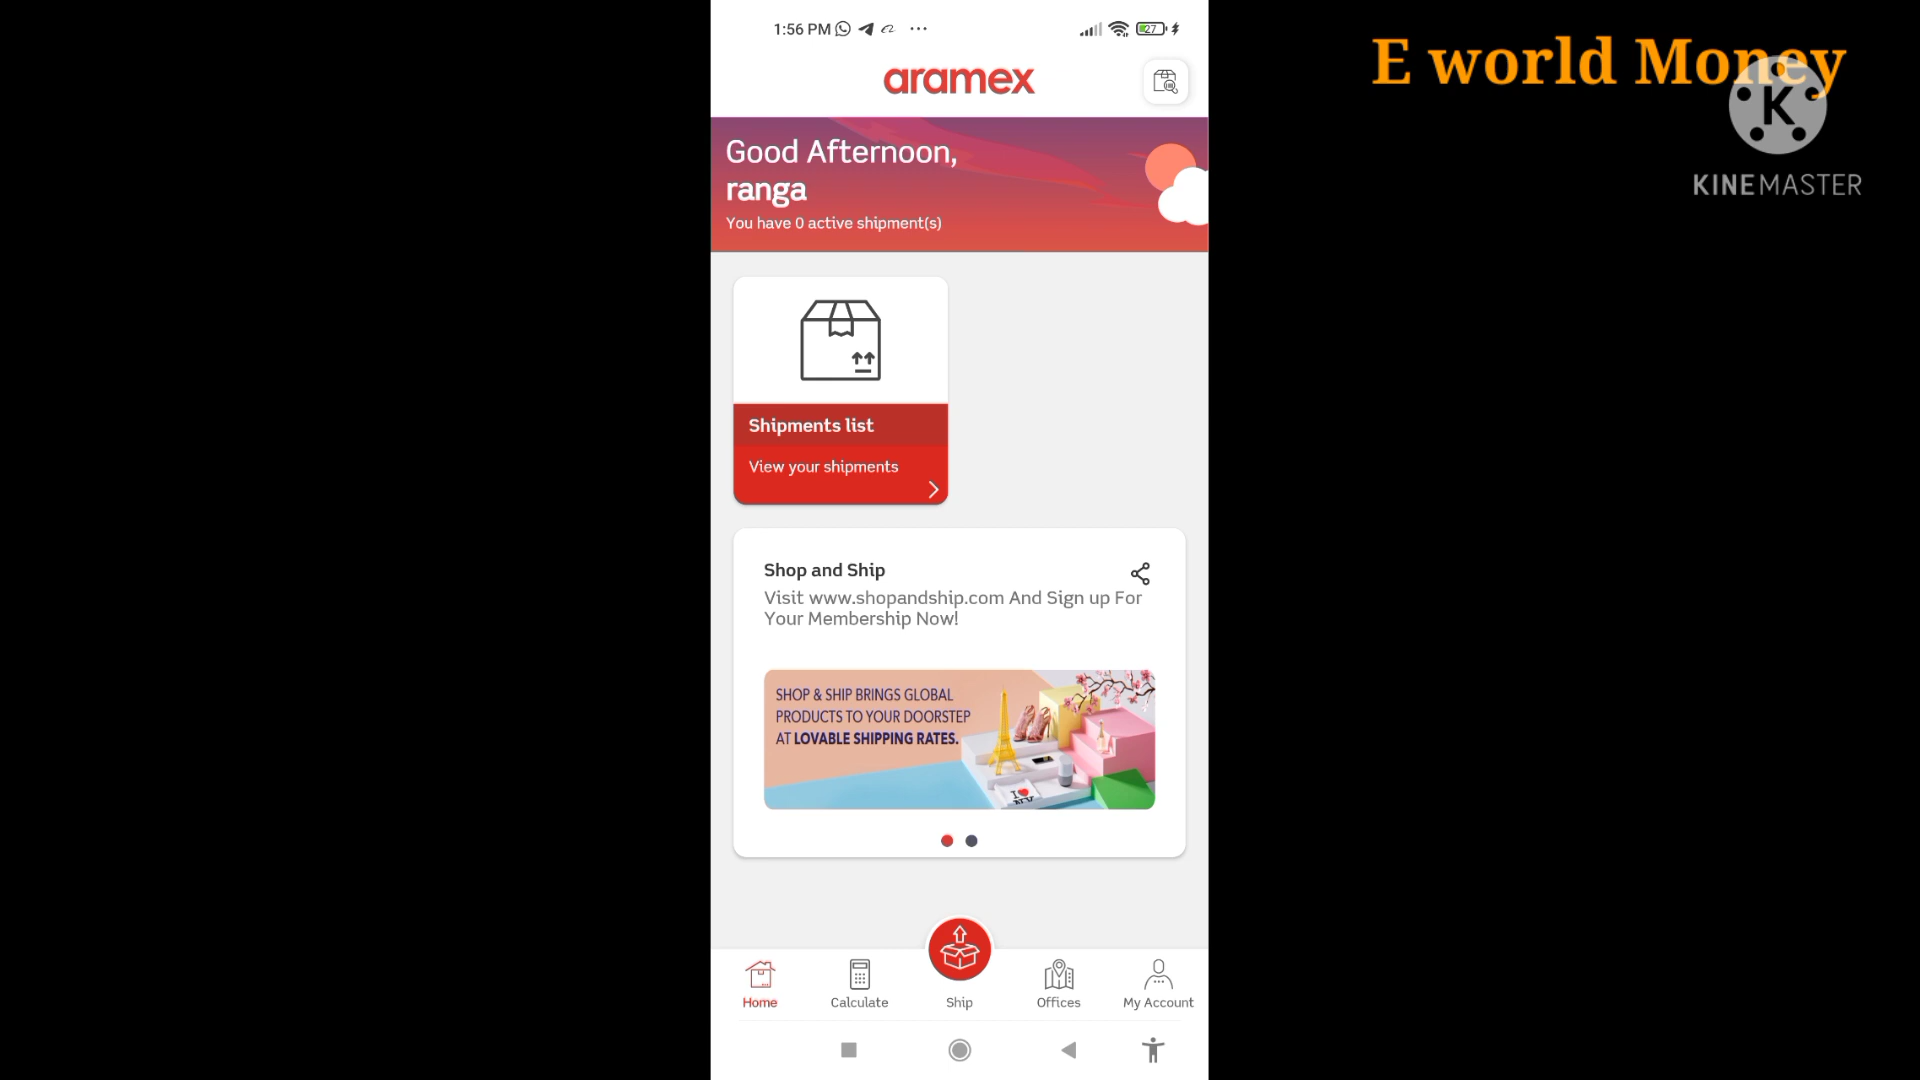 1:56 PM
27
aramex
E world Money
K
KINEMASTER
Good Afternoon,
ranga
You have 0 active shipment(s)
Shipments list
View your shipments
Shop and Ship
Visit www.shopandship.com And Sign up For
Your Membership Now!
SHOP & SHIP BRINGS GLOBAL
PRODUCTS TO YOUR DOORSTEP
AT LOVABLE SHIPPING RATES.
I ❤
NY
Home
Calculate
Ship
Offices
My Account